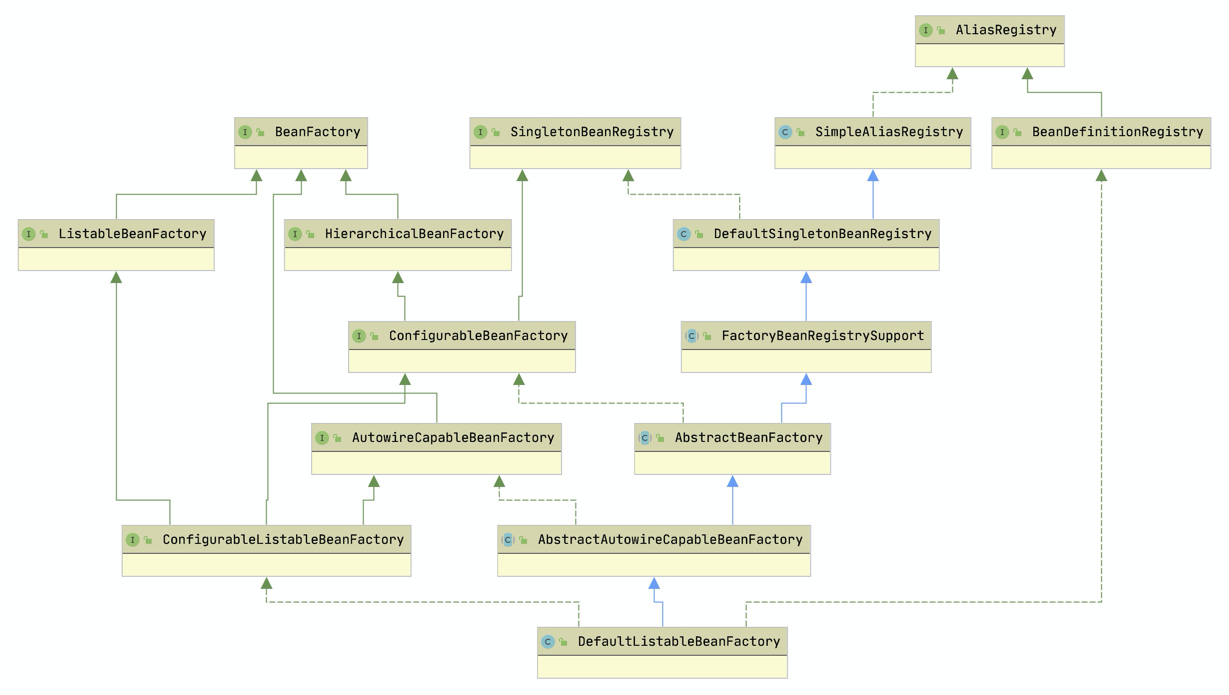 I AliasRegistry
I BeanFactory
I SingletonBeanRegistry
C SimpleAliasRegistry
I BeanDefinitionRegistry
I ListableBeanFactory
I HierarchicalBeanFactory
C DefaultSingletonBeanRegistry
I ConfigurableBeanFactory
C FactoryBeanRegistrySupport
I AutowireCapableBeanFactory
C AbstractBeanFactory
I ConfigurableListableBeanFactory
C AbstractAutowireCapableBeanFactory
C DefaultListableBeanFactory